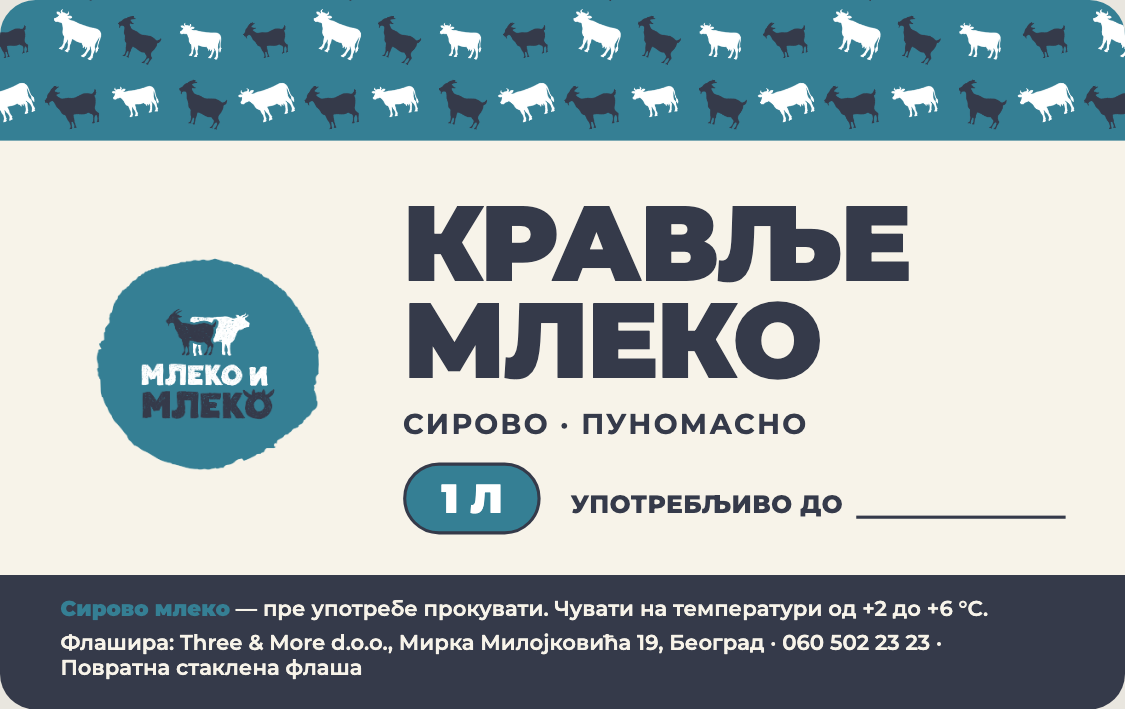 МЛЕКО И
МЛЕКО
КРАВЉЕ
МЛЕКО
СИРОВО · ПУНОМАСНО
1 Л
УПОТРЕБЉИВО ДО
Сирово млеко — пре употребе прокувати. Чувати на температури од +2 до +6 °C.
Флашира: Three & More d.o.o., Мирка Милојковића 19, Београд · 060 502 23 23 ·
Повратна стаклена флаша